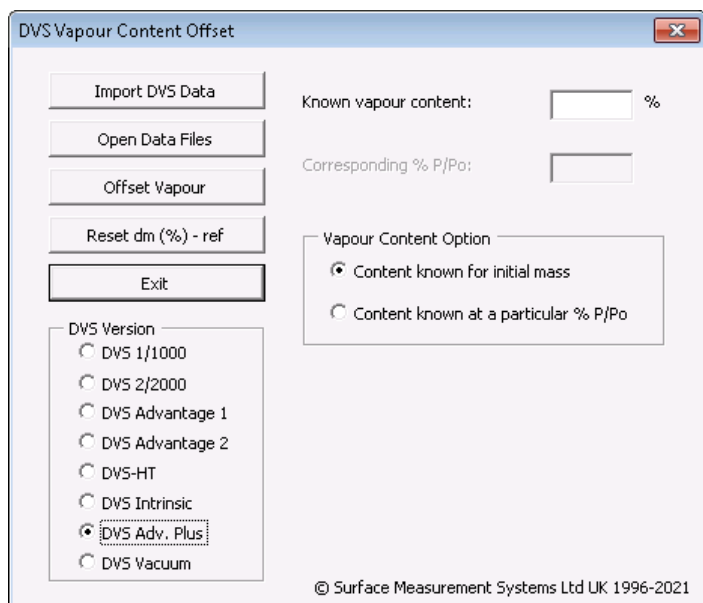 DVS Vapour Content Offset
Import DVS Data
Open Data Files
Offset Vapour
Reset dm (%) - ref
Exit
Known vapour content:
%
Corresponding % P/Po:
Vapour Content Option
Content known for initial mass
Content known at a particular % P/Po
DVS Version
DVS 1/1000
DVS 2/2000
DVS Advantage 1
DVS Advantage 2
DVS-HT
DVS Intrinsic
DVS Adv. Plus
DVS Vacuum
© Surface Measurement Systems Ltd UK 1996-2021